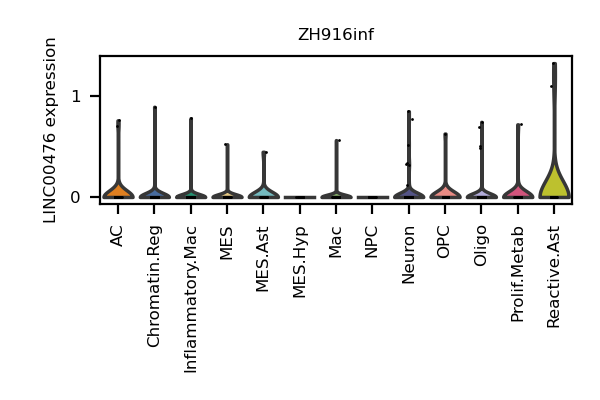 ZH916inf
LINC00476 expression
1
0
AC
Chromatin.Reg
Inflammatory.Mac
MES
MES.Ast
MES.Hyp
Mac
NPC
Neuron
OPC
Oligo
Prolif.Metab
Reactive.Ast